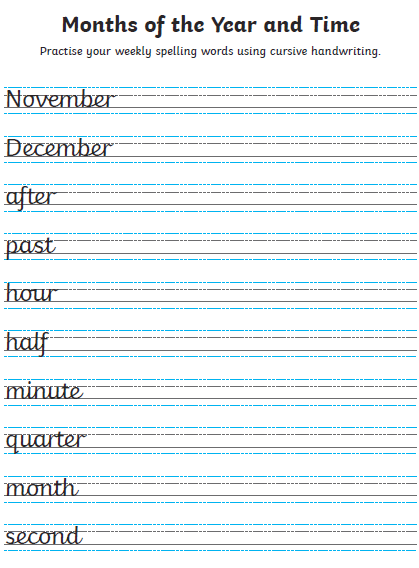 Months of the Year and Time
Practise your weekly spelling words using cursive handwriting.
November
December
after
past
hour
half
minute
quarter
month
second